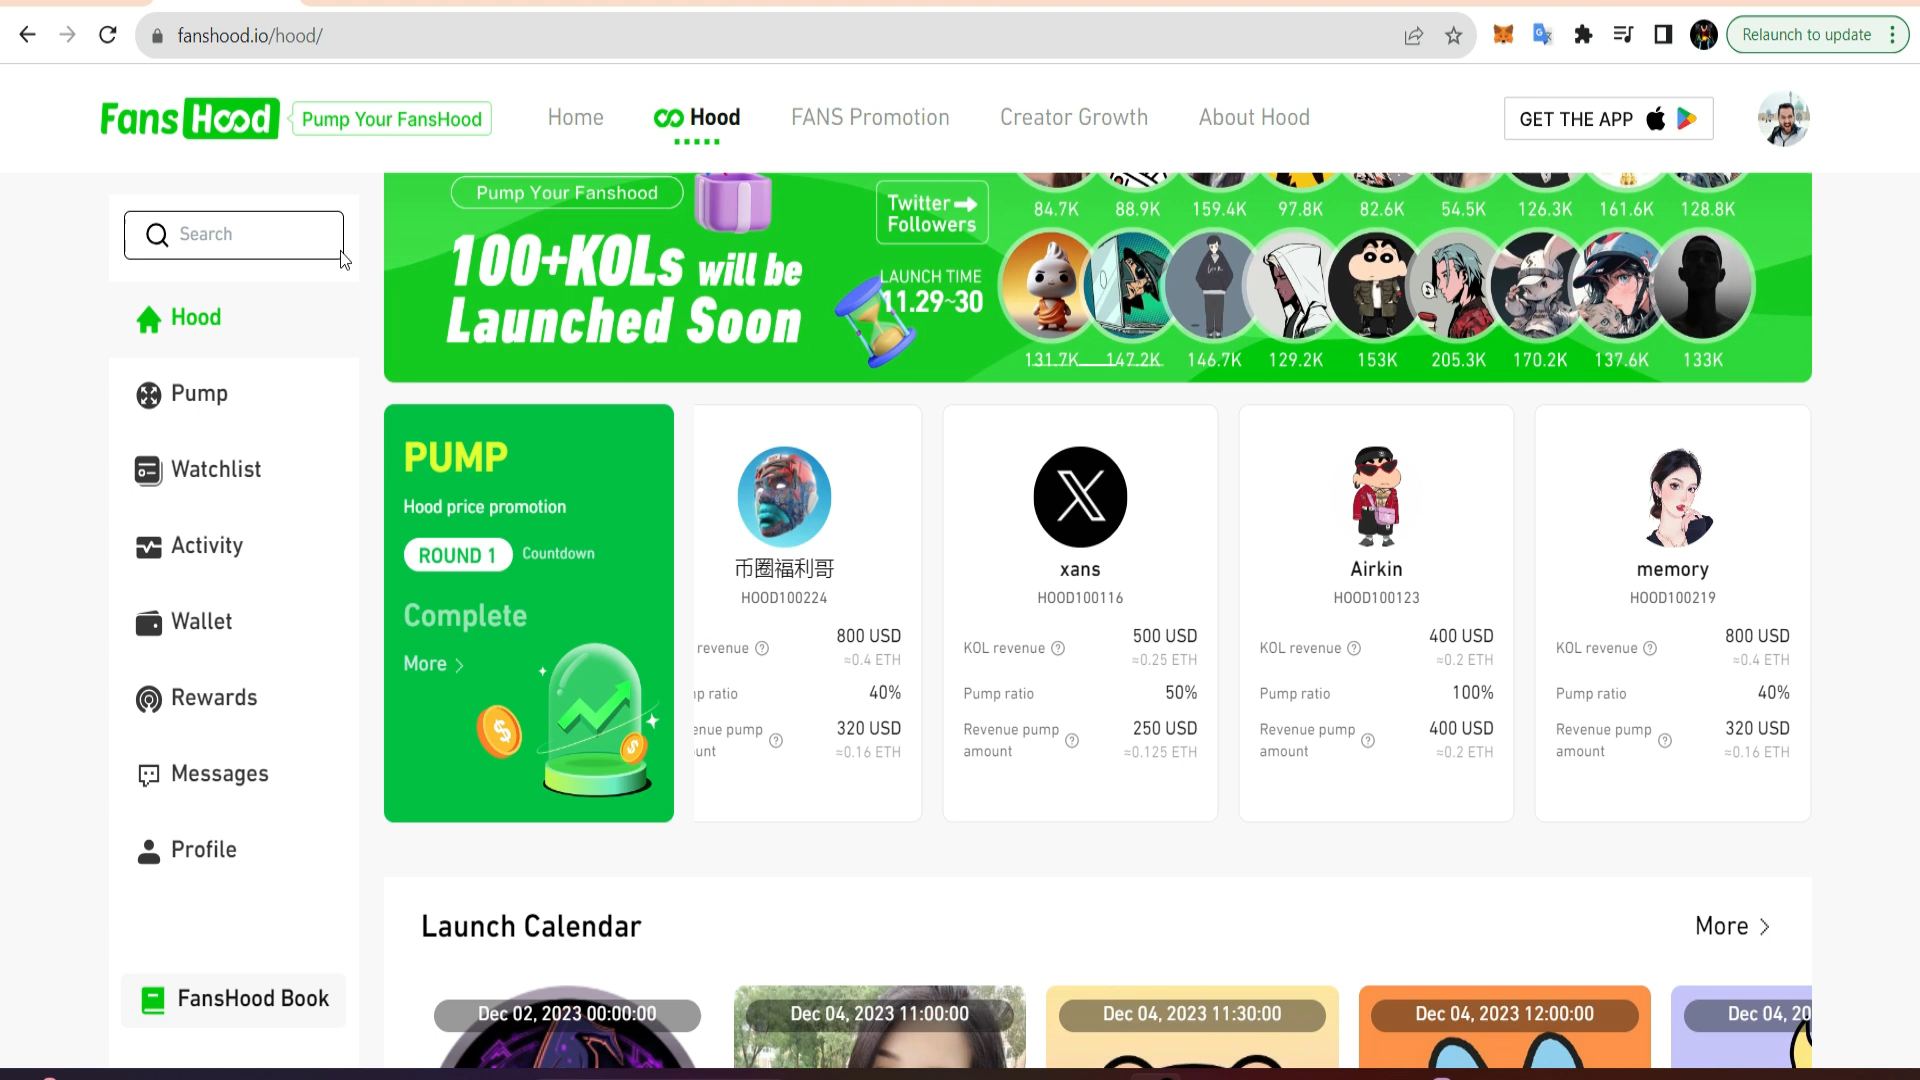 fanshood.io/hood/
Relaunch to update
FansHood
Pump Your FansHood
Home
Hood
FANS Promotion
Creator Growth
About Hood
GET THE APP
Search
Hood
Pump
Watchlist
Activity
Wallet
Rewards
Messages
Profile
FansHood Book
Pump Your Fanshood
100+KOLs will be
Launched Soon
Twitter
Followers
LAUNCH TIME
11.29~30
84.7K 88.9K 159.4K 97.8K 82.6K 54.5K 126.3K 161.6K 128.8K
131.7K 147.2K 146.7K 129.2K 153K 205.3K 170.2K 137.6K 133K
PUMP
Hood price promotion
ROUND 1 Countdown
Complete
More >
币圈福利哥
HOOD100224
revenue ? 800 USD
≈0.4 ETH
p ratio 40%
enue pump ? 320 USD
unt ≈0.16 ETH
xans
HOOD100116
KOL revenue ? 500 USD
≈0.25 ETH
Pump ratio 50%
Revenue pump ? 250 USD
amount ≈0.125 ETH
Airkin
HOOD100123
KOL revenue ? 400 USD
≈0.2 ETH
Pump ratio 100%
Revenue pump ? 400 USD
amount ≈0.2 ETH
memory
HOOD100219
KOL revenue ? 800 USD
≈0.4 ETH
Pump ratio 40%
Revenue pump ? 320 USD
amount ≈0.16 ETH
Launch Calendar
More >
Dec 02, 2023 00:00:00
Dec 04, 2023 11:00:00
Dec 04, 2023 11:30:00
Dec 04, 2023 12:00:00
Dec 04, 20